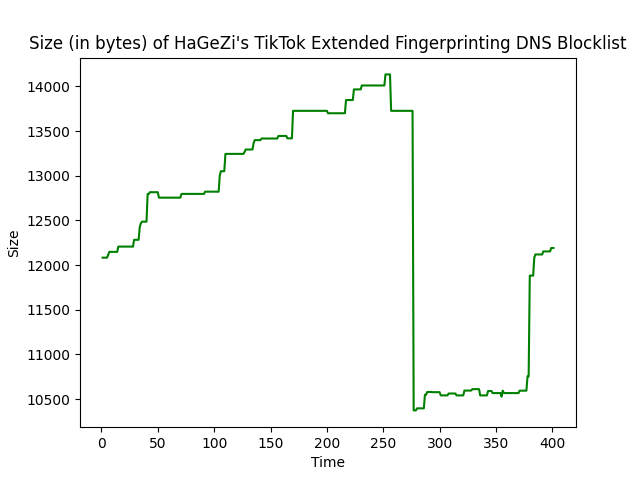 Size (in bytes) of HaGeZi's TikTok Extended Fingerprinting DNS Blocklist
14000
13500
13000
12500
12000
11500
11000
10500
Size
0 50 100 150 200 250 300 350 400
Time